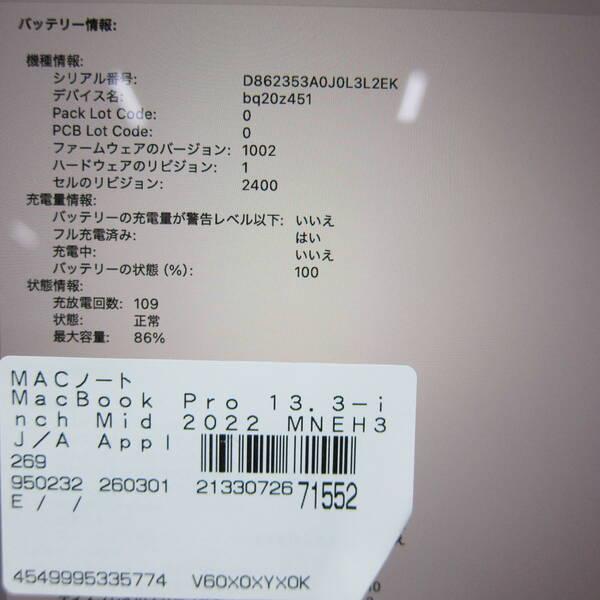 バッテリー情報:
機種情報:
シリアル番号: D862353A0J0L3L2EK
デバイス名: bq20z451
Pack Lot Code: 0
PCB Lot Code: 0
ファームウェアのバージョン: 1002
ハードウェアのリビジョン: 1
セルのリビジョン: 2400
充電量情報:
バッテリーの充電量が警告レベル以下: いいえ
フル充電済み: はい
充電中: いいえ
バッテリーの状態 (%): 100
状態情報:
充放電回数: 109
状態: 正常
最大容量: 86%
MACノート
MacBook Pro 13.3-i
nch Mid 2022 MNEH3
J/A Appl
269
950232 260301 21330726 71552
E / /
4549995335774 V60X0XYX0K